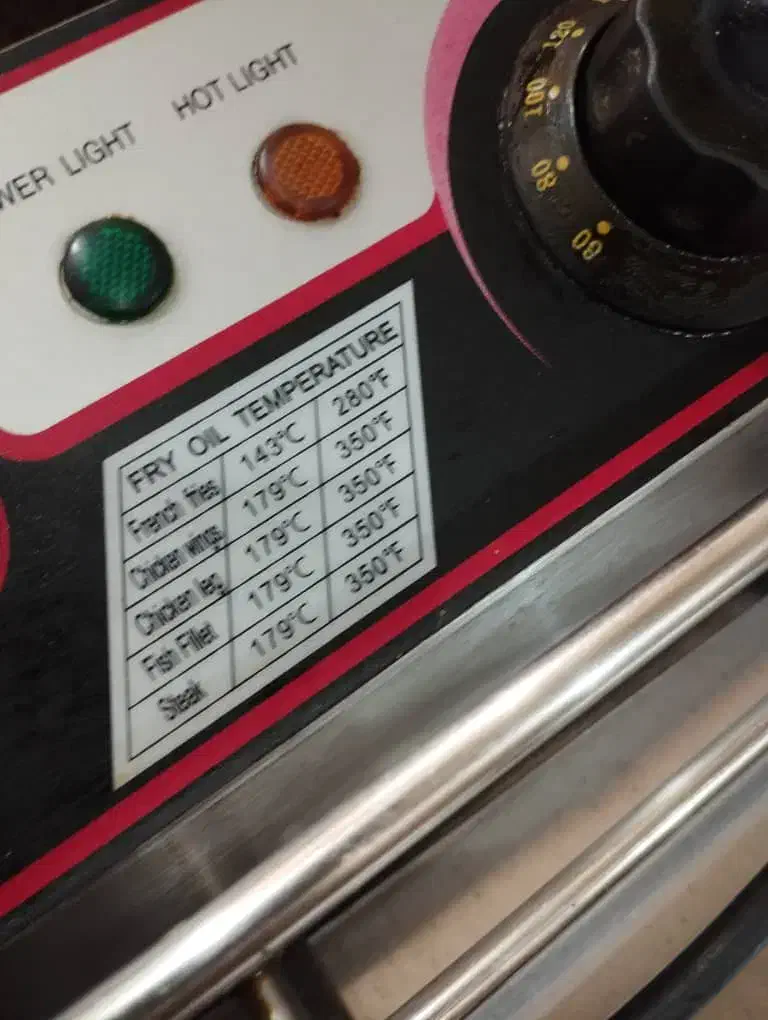 HOT LIGHT
WER LIGHT
120
100
80
60
FRY OIL TEMPERATURE
French fries 143℃ 280℉
Chicken wings 179℃ 350℉
Chicken leg 179℃ 350℉
Fish Fillet 179℃ 350℉
Steak 179℃ 350℉